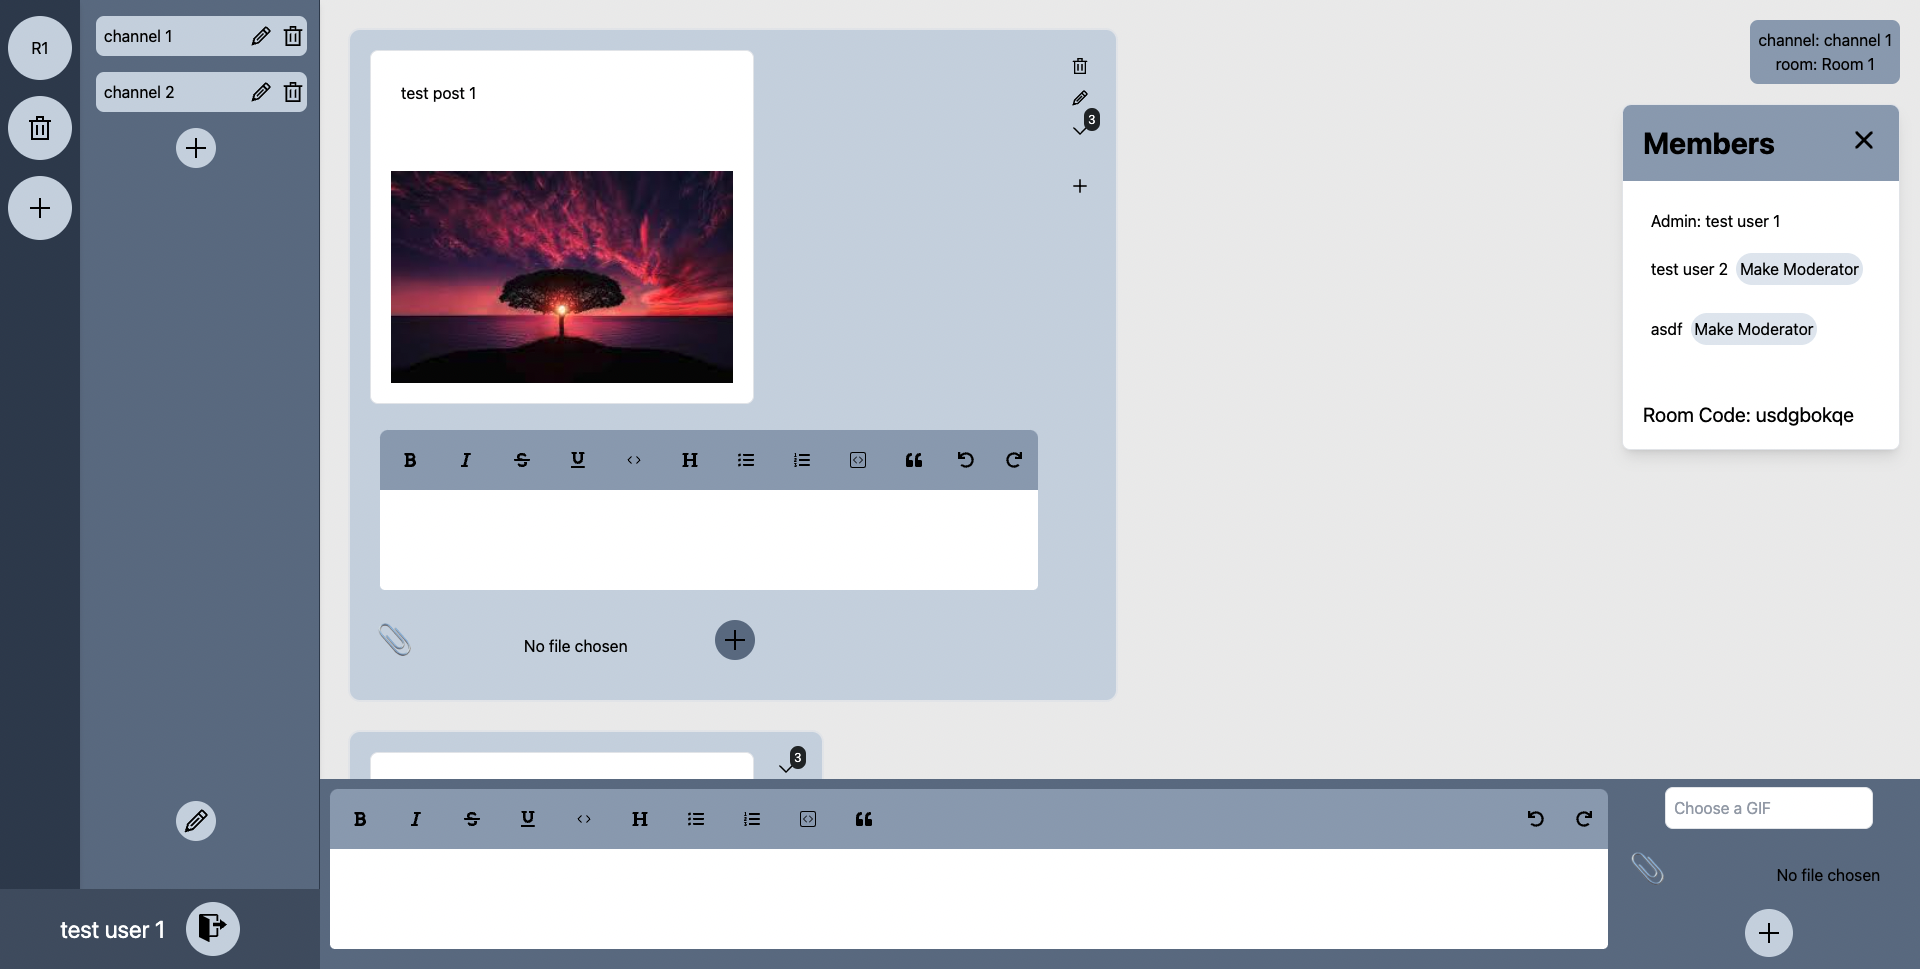 R1
channel 1
channel 2
test user 1
test post 1
3
B I S U <> H
No file chosen
3
B I S U <> H
Choose a GIF
No file chosen
channel: channel 1
room: Room 1
Members
Admin: test user 1
test user 2 Make Moderator
asdf Make Moderator
Room Code: usdgbokqe